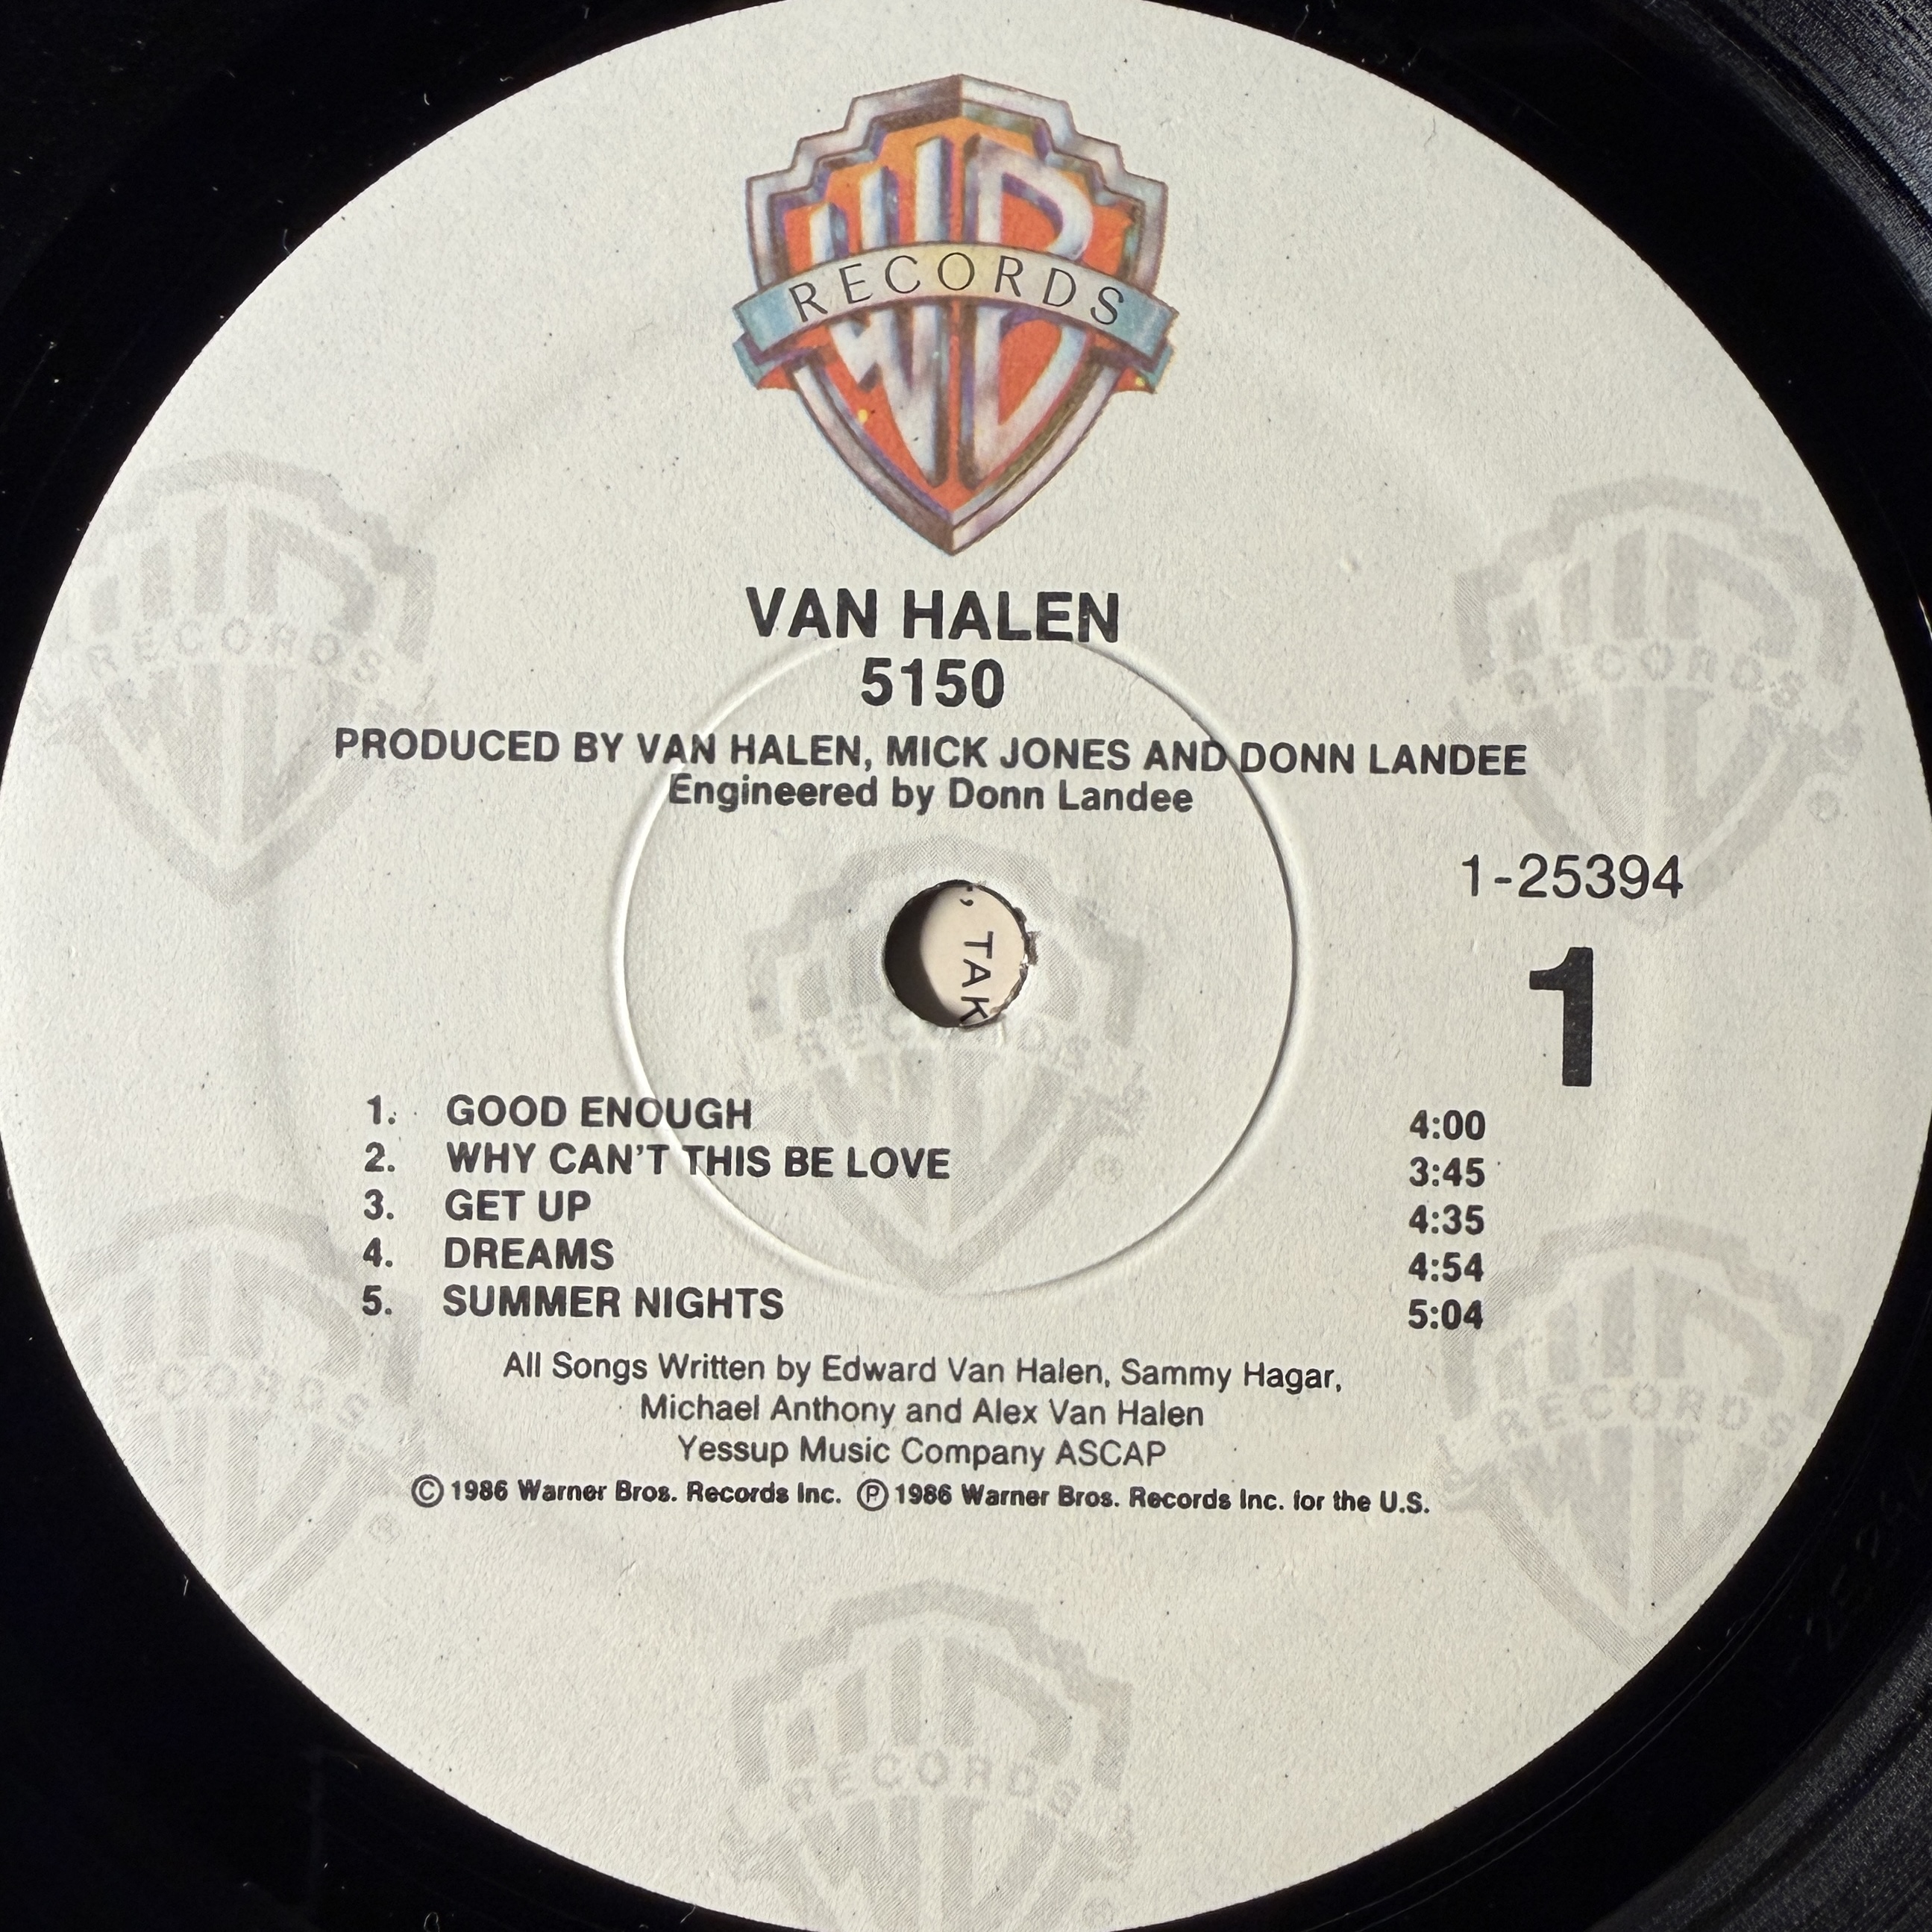 WB
RECORDS
VAN HALEN
5150
PRODUCED BY VAN HALEN, MICK JONES AND DONN LANDEE
Engineered by Donn Landee
1-25394
, TAK
1
1. GOOD ENOUGH 4:00
2. WHY CAN'T THIS BE LOVE 3:45
3. GET UP 4:35
4. DREAMS 4:54
5. SUMMER NIGHTS 5:04
All Songs Written by Edward Van Halen, Sammy Hagar,
Michael Anthony and Alex Van Halen
Yessup Music Company ASCAP
© 1986 Warner Bros. Records Inc. ℗ 1986 Warner Bros. Records Inc. for the U.S.